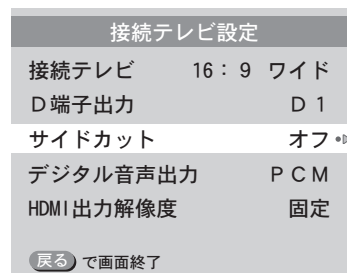 接続テレビ設定
接続テレビ 16：9 ワイド
D端子出力 D1
サイドカット オフ
デジタル音声出力 PCM
HDMI出力解像度 固定
戻る で画面終了